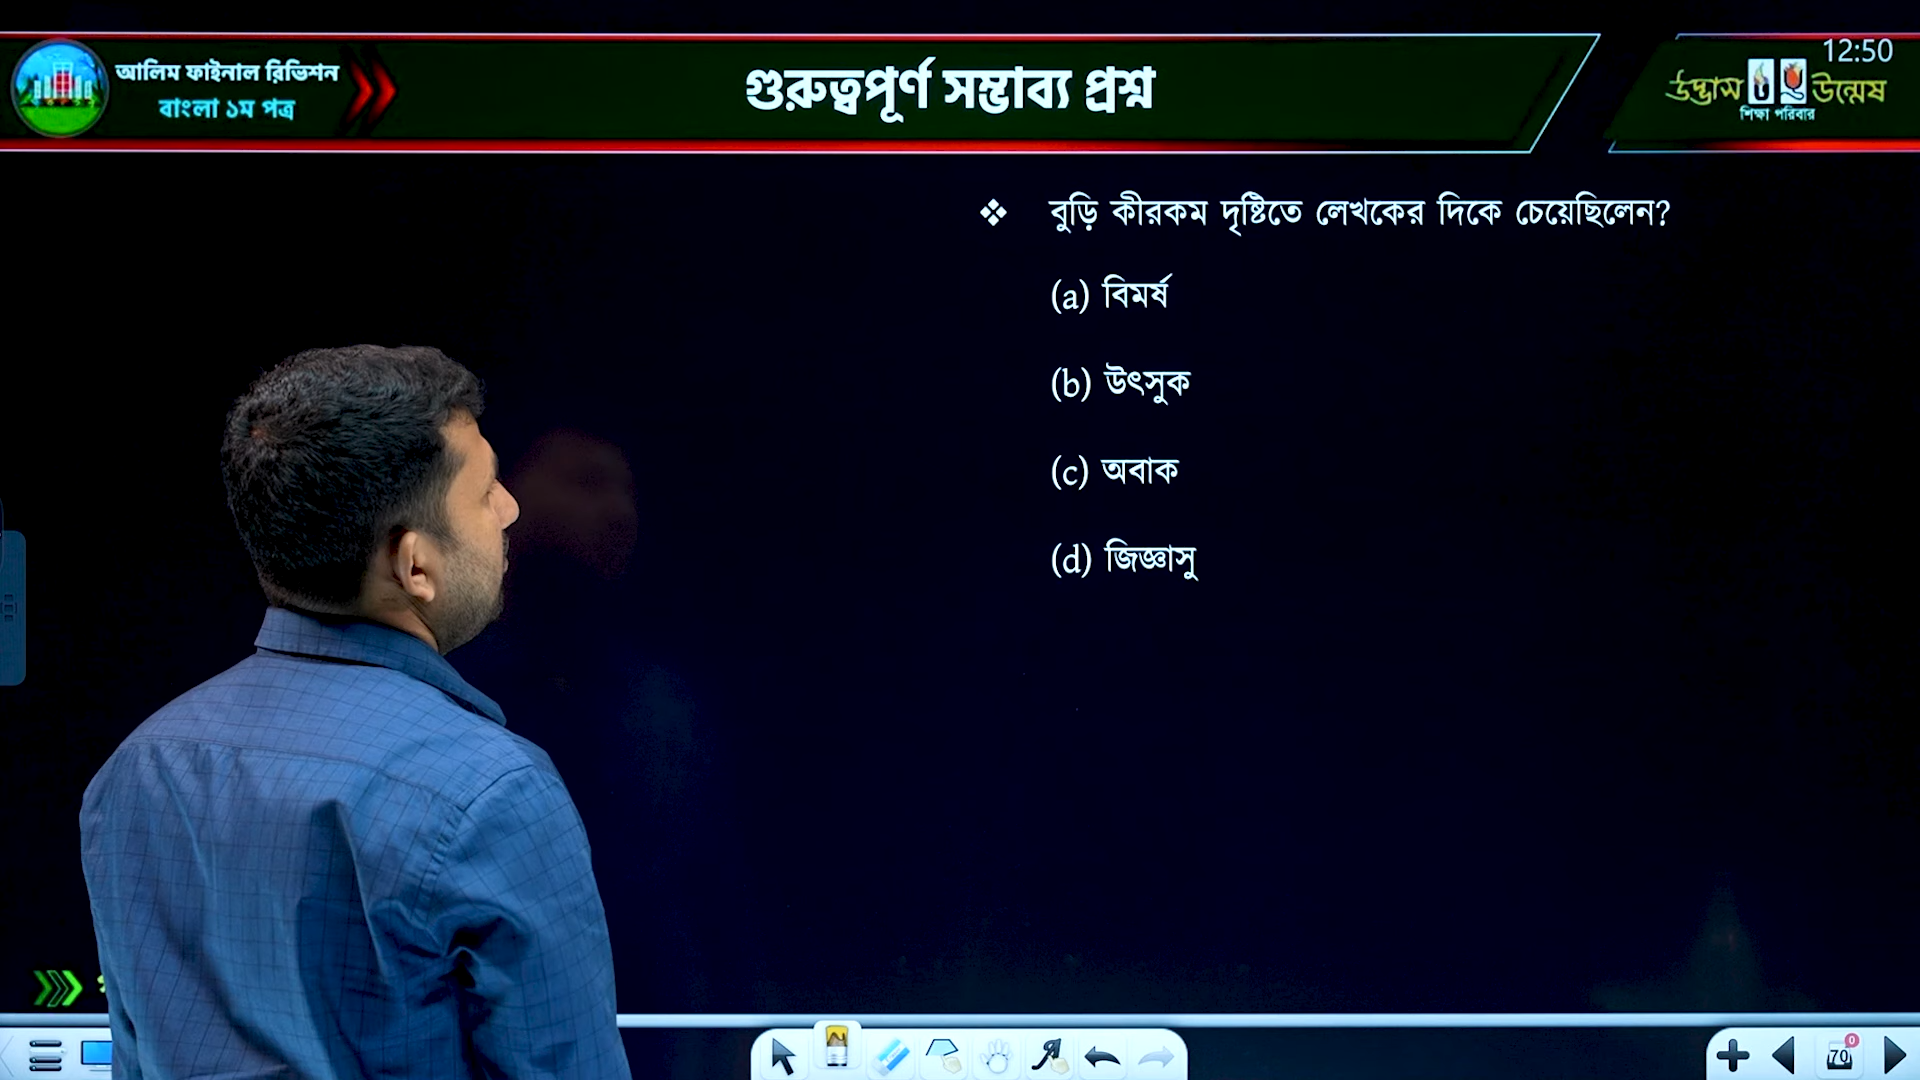 আলিম ফাইনাল রিভিশন
বাংলা ১ম পত্র
গুরুত্বপূর্ণ সম্ভাব্য প্রশ্ন
12:50
উদ্ভাস উন্মেষ
শিক্ষা পরিবার
❖ বুড়ি কীরকম দৃষ্টিতে লেখকের দিকে চেয়েছিলেন?
(a) বিমর্ষ
(b) উৎসুক
(c) অবাক
(d) জিজ্ঞাসু
70
0